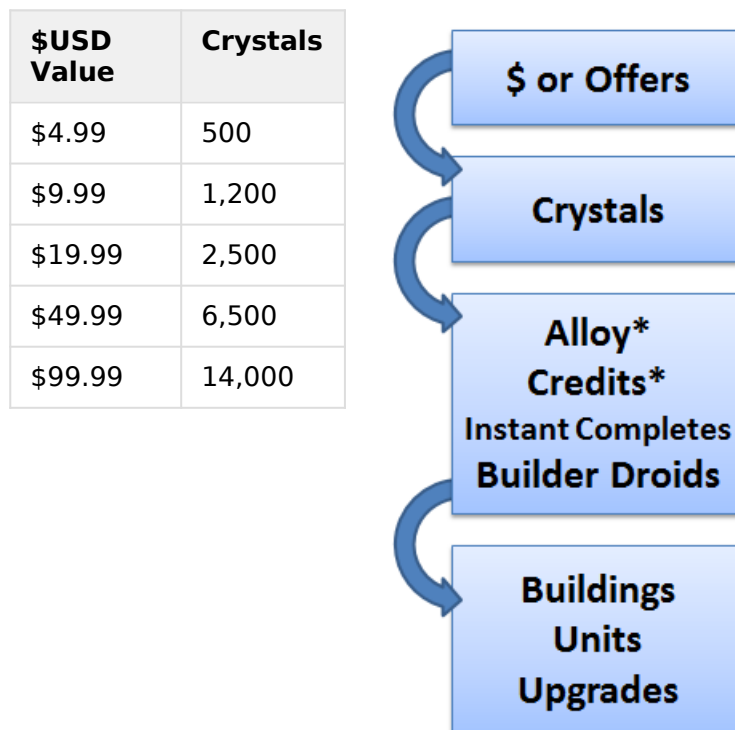 $USD Value Crystals
$4.99 500
$9.99 1,200
$19.99 2,500
$49.99 6,500
$99.99 14,000
$ or Offers
Crystals
Alloy*
Credits*
Instant Completes
Builder Droids
Buildings
Units
Upgrades